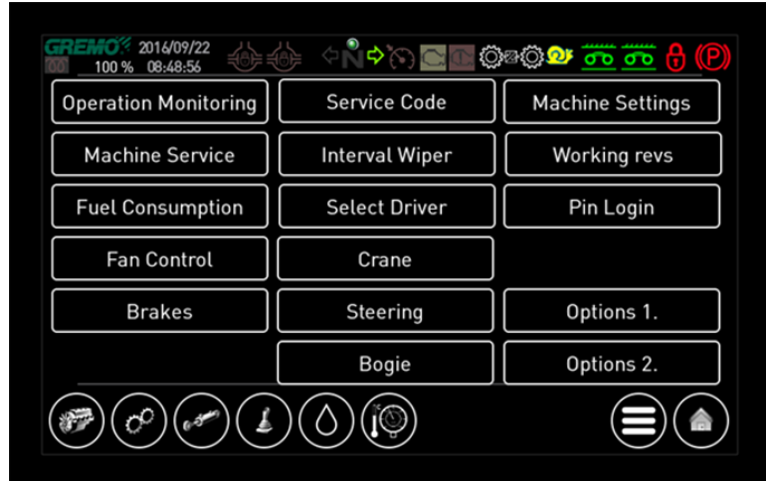 GREMO 2016/09/22
100 % 08:48:56
N
(P)
Operation Monitoring Service Code Machine Settings
Machine Service Interval Wiper Working revs
Fuel Consumption Select Driver Pin Login
Fan Control Crane
Brakes Steering Options 1.
Bogie Options 2.
°C